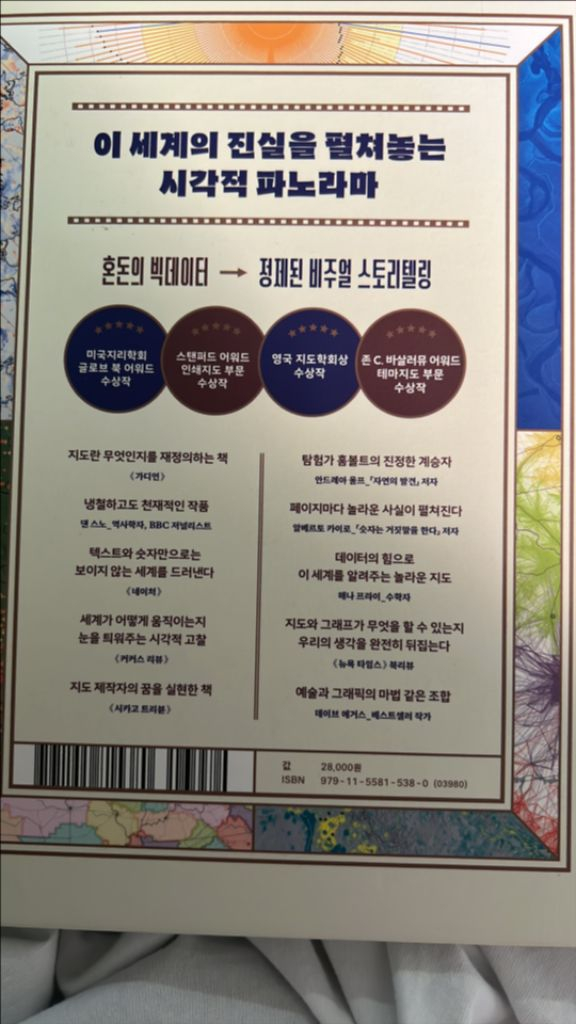 이 세계의 진실을 펼쳐놓는
시각적 파노라마
혼돈의 빅데이터 → 정제된 비주얼 스토리텔링
미국지리학회
글로브 북 어워드
수상작
스탠퍼드 어워드
인쇄지도 부문
수상작
영국 지도학회상
수상작
존 C. 바살러뮤 어워드
테마지도 부문
수상작
지도란 무엇인지를 재정의하는 책
《가디언》
냉철하고도 천재적인 작품
댄 스노_역사학자, BBC 저널리스트
텍스트와 숫자만으로는
보이지 않는 세계를 드러낸다
《네이처》
세계가 어떻게 움직이는지
눈을 틔워주는 시각적 고찰
《커커스 리뷰》
지도 제작자의 꿈을 실현한 책
《시카고 트리뷴》
탐험가 훔볼트의 진정한 계승자
안드레아 울프_『자연의 발견』 저자
페이지마다 놀라운 사실이 펼쳐진다
알베르토 카이로_『숫자는 거짓말을 한다』 저자
데이터의 힘으로
이 세계를 알려주는 놀라운 지도
해나 프라이_수학자
지도와 그래프가 무엇을 할 수 있는지
우리의 생각을 완전히 뒤집는다
《뉴욕 타임스》 북리뷰
예술과 그래픽의 마법 같은 조합
데이브 에거스_베스트셀러 작가
값 28,000원
ISBN 979-11-5581-538-0 (03980)